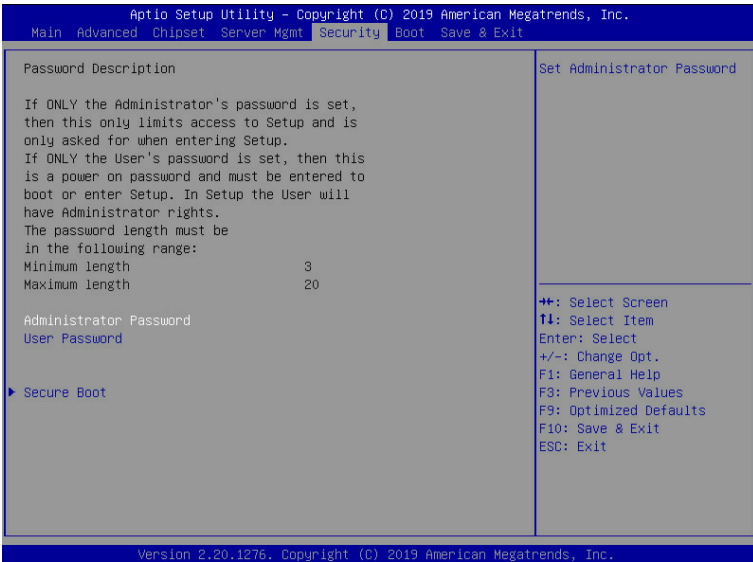 Aptio Setup Utility – Copyright (C) 2019 American Megatrends, Inc.
Main Advanced Chipset Server Mgmt Security Boot Save & Exit
Password Description
If ONLY the Administrator's password is set,
then this only limits access to Setup and is
only asked for when entering Setup.
If ONLY the User's password is set, then this
is a power on password and must be entered to
boot or enter Setup. In Setup the User will
have Administrator rights.
The password length must be
in the following range:
Minimum length 3
Maximum length 20
Administrator Password
User Password
Secure Boot
Set Administrator Password
→←: Select Screen
↑↓: Select Item
Enter: Select
+/-: Change Opt.
F1: General Help
F3: Previous Values
F9: Optimized Defaults
F10: Save & Exit
ESC: Exit
Version 2.20.1276. Copyright (C) 2019 American Megatrends, Inc.